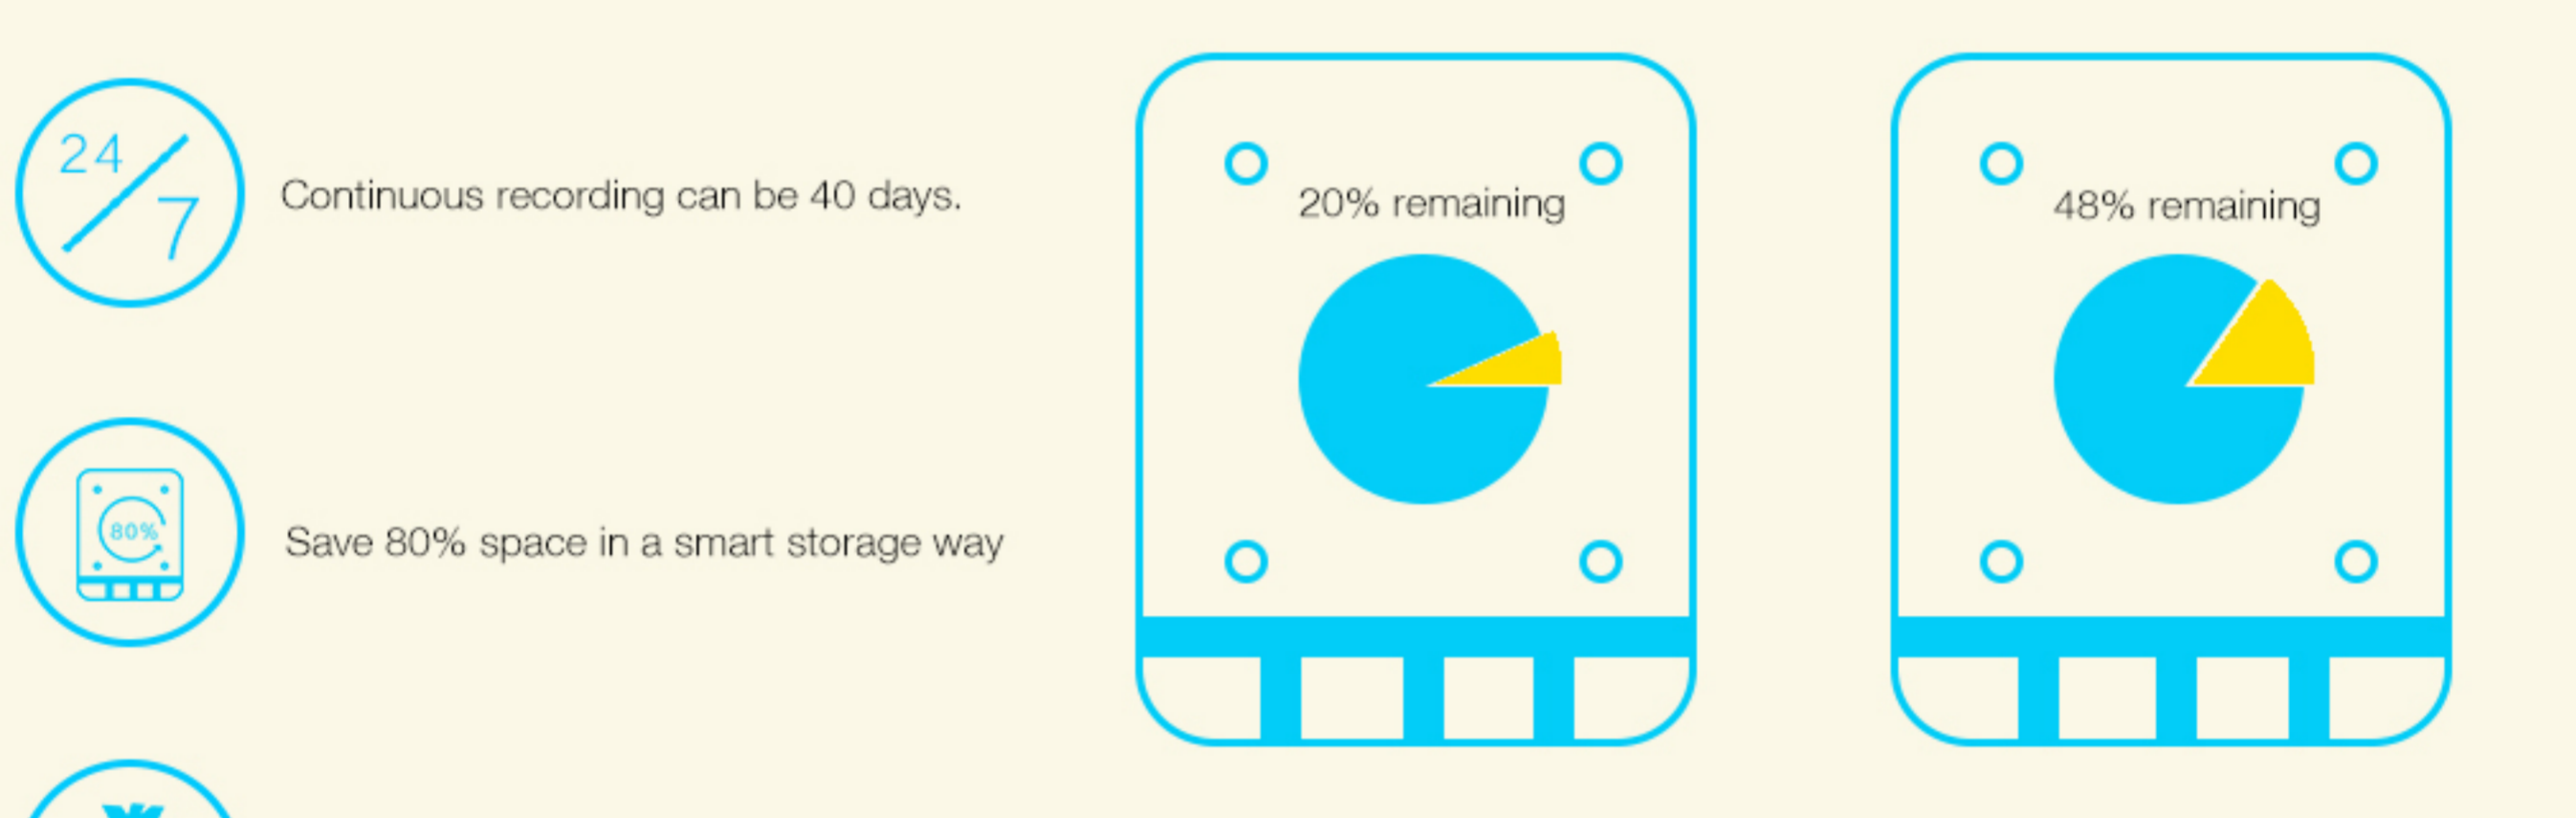 24/7
Continuous recording can be 40 days.
80%
Save 80% space in a smart storage way
20% remaining
48% remaining